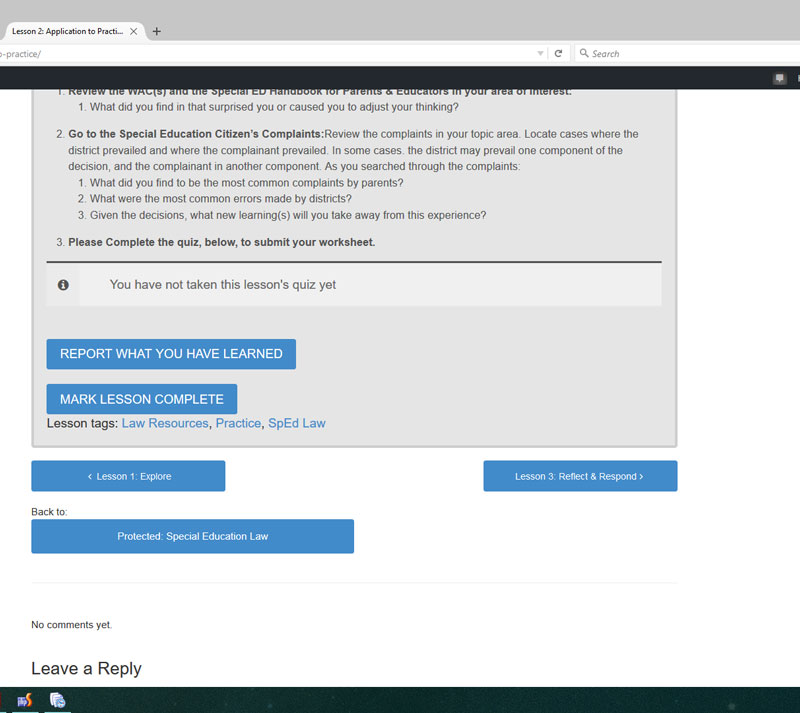 Lesson 2: Application to Practi...
o-practice/
Search
1. Review the WAC(s) and the Special ED Handbook for Parents & Educators in your area of interest:
1. What did you find in that surprised you or caused you to adjust your thinking?
2. Go to the Special Education Citizen's Complaints:Review the complaints in your topic area. Locate cases where the
district prevailed and where the complainant prevailed. In some cases. the district may prevail one component of the
decision, and the complainant in another component. As you searched through the complaints:
1. What did you find to be the most common complaints by parents?
2. What were the most common errors made by districts?
3. Given the decisions, what new learning(s) will you take away from this experience?
3. Please Complete the quiz, below, to submit your worksheet.
You have not taken this lesson's quiz yet
REPORT WHAT YOU HAVE LEARNED
MARK LESSON COMPLETE
Lesson tags: Law Resources, Practice, SpEd Law
‹ Lesson 1: Explore
Lesson 3: Reflect & Respond ›
Back to:
Protected: Special Education Law
No comments yet.
Leave a Reply